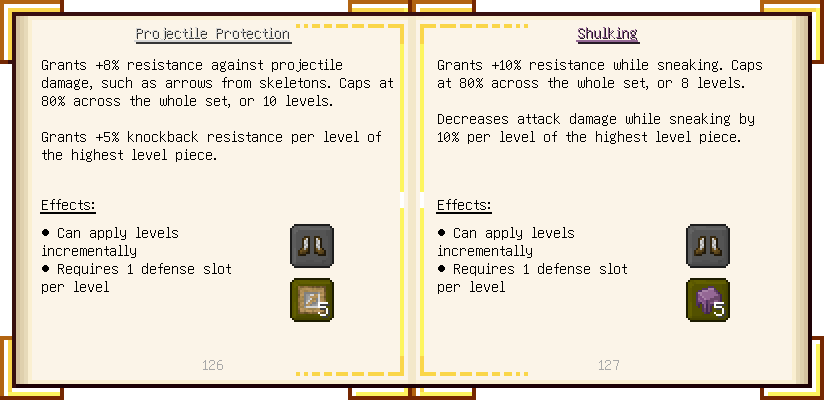 Projectile Protection
Grants +8% resistance against projectile
damage, such as arrows from skeletons. Caps at
80% across the whole set, or 10 levels.
Grants +5% knockback resistance per level of
the highest level piece.
Effects:
• Can apply levels
incrementally
• Requires 1 defense slot
per level
5
126
Shulking
Grants +10% resistance while sneaking. Caps
at 80% across the whole set, or 8 levels.
Decreases attack damage while sneaking by
10% per level of the highest level piece.
Effects:
• Can apply levels
incrementally
• Requires 1 defense slot
per level
5
127